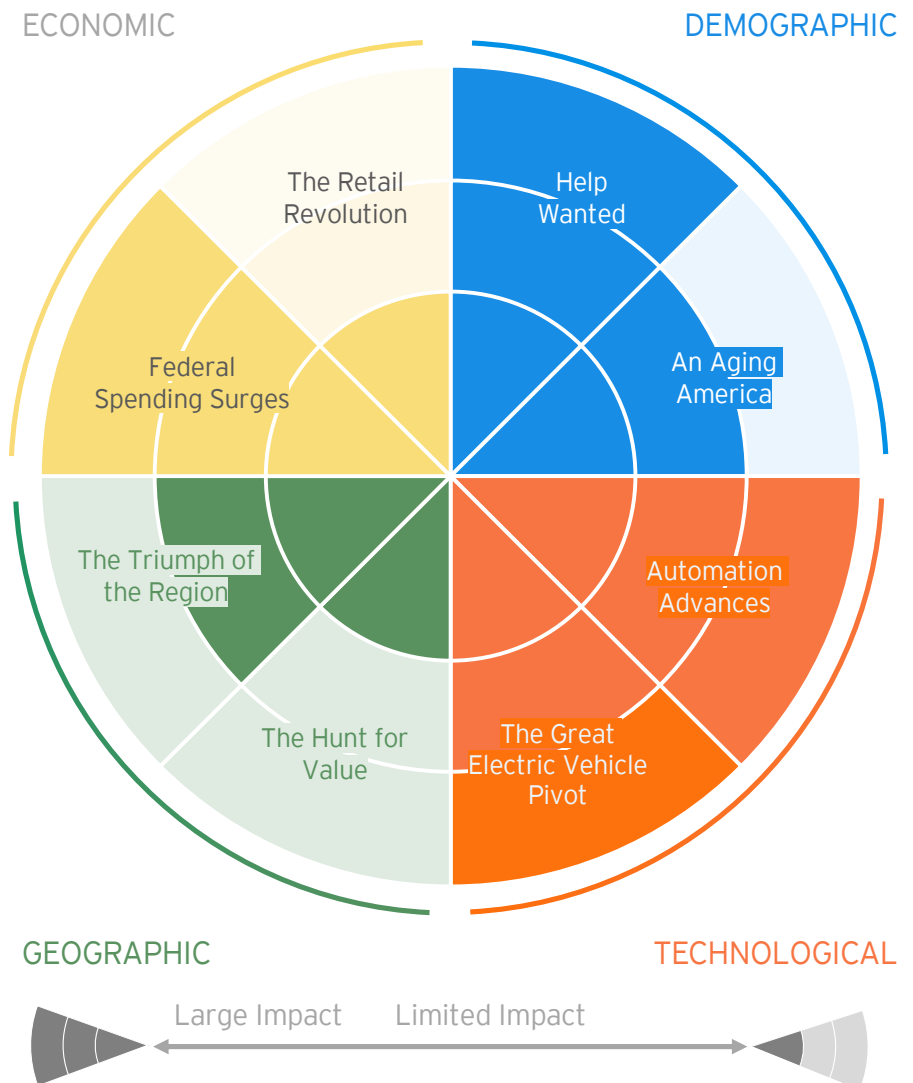 ECONOMIC
DEMOGRAPHIC
The Retail
Revolution
Help
Wanted
Federal
Spending Surges
An Aging
America
The Triumph of
the Region
Automation
Advances
The Hunt for
Value
The Great
Electric Vehicle
Pivot
GEOGRAPHIC
TECHNOLOGICAL
Large Impact
Limited Impact